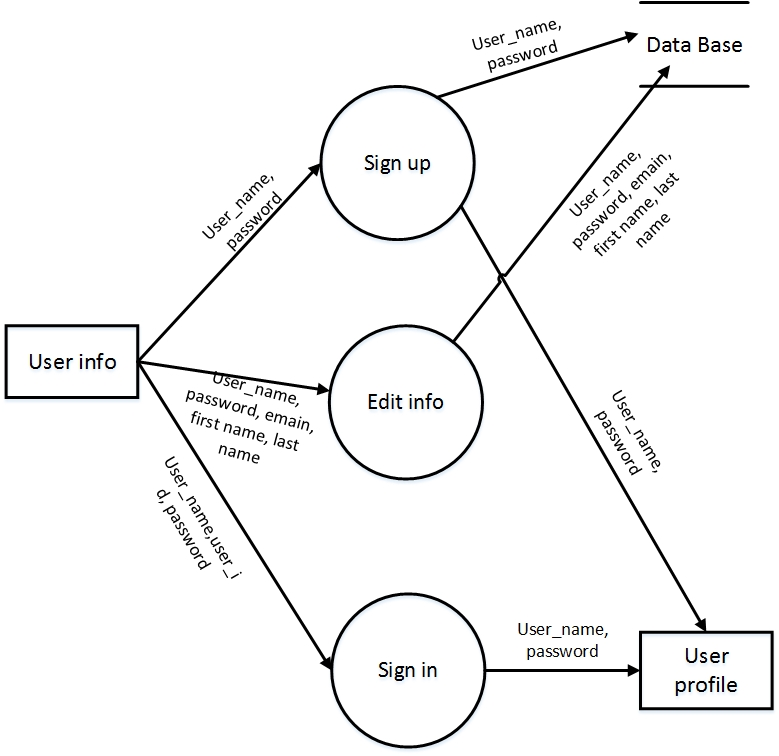 User_name,
password
Data Base
Sign up
User_name,
password
User_name,
password, emain,
first name, last
name
User info
User_name,
password, emain,
first name, last
name
Edit info
User_name,
password
User_name,user_i
d, password
Sign in
User_name,
password
User
profile